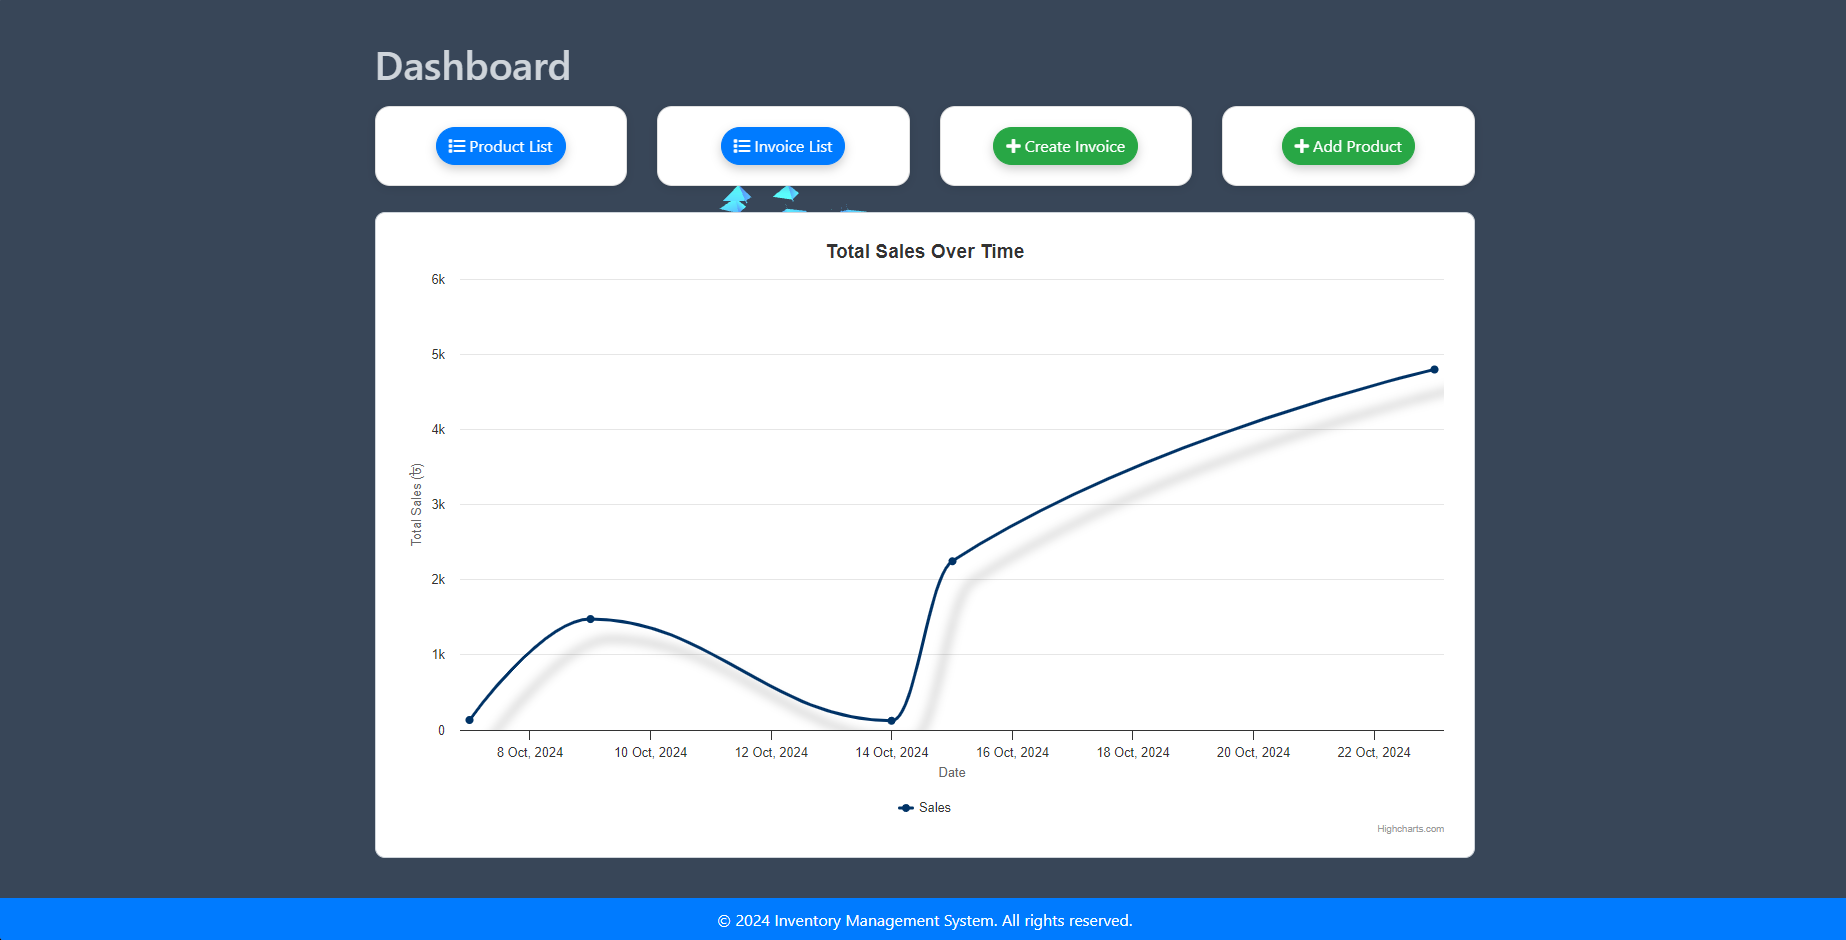 Dashboard
Product List
Invoice List
Create Invoice
Add Product
Total Sales Over Time
6k
5k
4k
3k
2k
1k
0
Total Sales (৳)
8 Oct, 2024
10 Oct, 2024
12 Oct, 2024
14 Oct, 2024
16 Oct, 2024
18 Oct, 2024
20 Oct, 2024
22 Oct, 2024
Date
Sales
Highcharts.com
© 2024 Inventory Management System. All rights reserved.